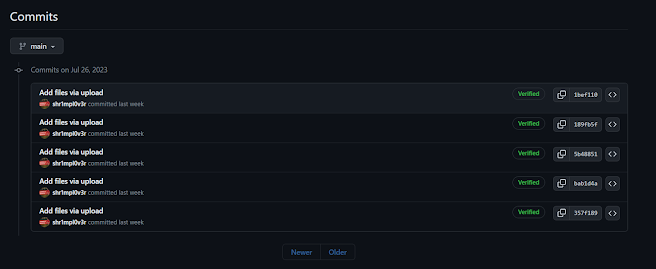 Commits
main
Commits on Jul 26, 2023
Add files via upload
shr1mpl0v3r committed last week
Verified
1bef110
Add files via upload
shr1mpl0v3r committed last week
Verified
189fb5f
Add files via upload
shr1mpl0v3r committed last week
Verified
5b48851
Add files via upload
shr1mpl0v3r committed last week
Verified
bab1d4a
Add files via upload
shr1mpl0v3r committed last week
Verified
357f189
Newer
Older